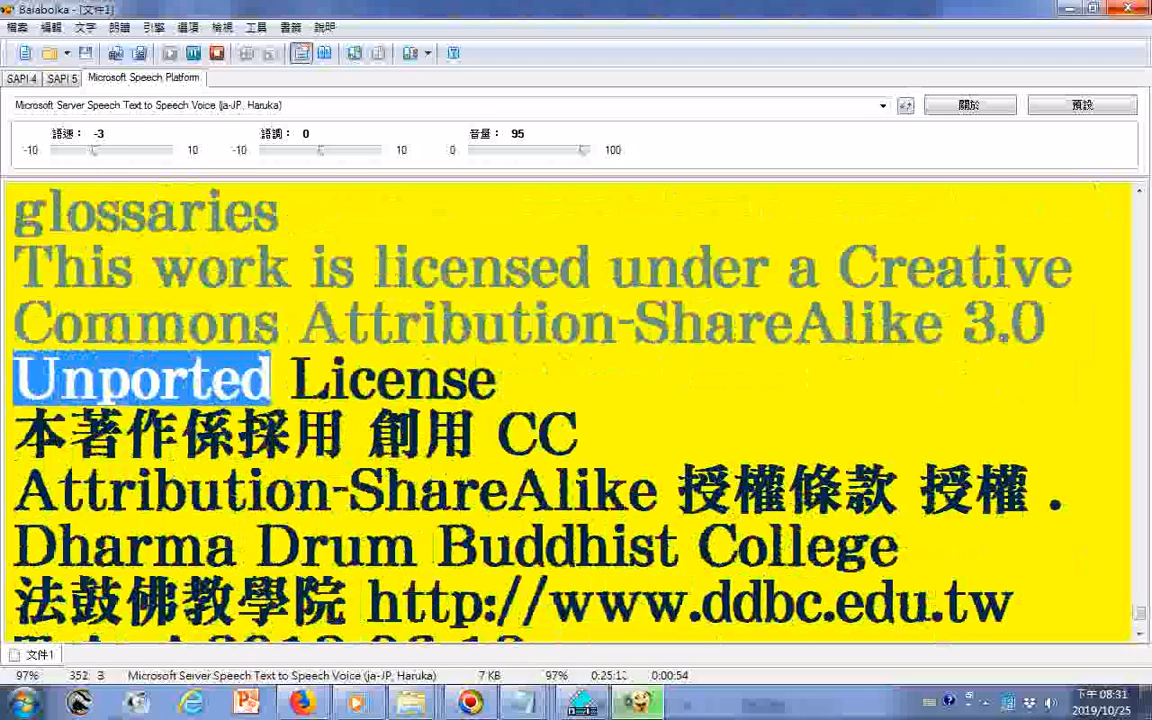 Balabolka - [文件1]
檔案 編輯 文字 朗讀 引擎 選項 檢視 工具 書籤 說明
SAPI 4 SAPI 5 Microsoft Speech Platform
Microsoft Server Speech Text to Speech Voice (ja-JP, Haruka) 關於 預設
語速： -3 語調： 0 音量： 95
-10 10 -10 10 0 100
glossaries
This work is licensed under a Creative
Commons Attribution-ShareAlike 3.0
Unported License
本著作係採用 創用 CC
Attribution-ShareAlike 授權條款 授權 .
Dharma Drum Buddhist College
法鼓佛教學院 http://www.ddbc.edu.tw
文件1
97% 352: 3 Microsoft Server Speech Text to Speech Voice (ja-JP, Haruka) 7 KB 97% 0:00:54
下午 08:31
2019/10/25